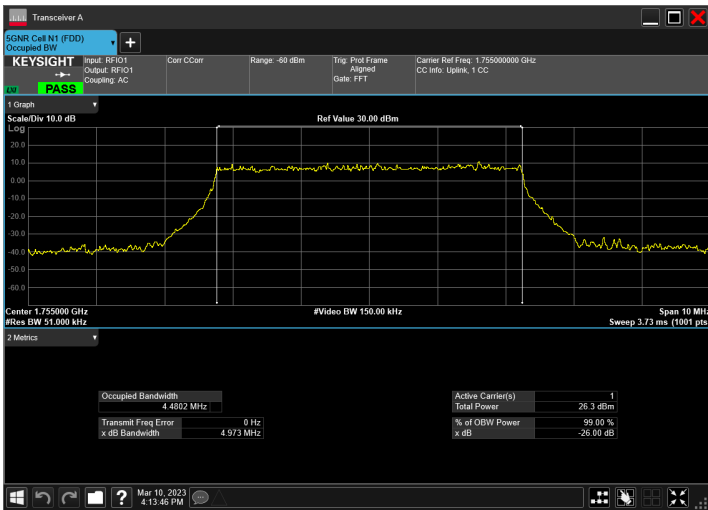 Transceiver A
5GNR Cell N1 (FDD)
Occupied BW
KEYSIGHT
PASS
Input: RFIO1
Output: RFIO1
Coupling: AC
Corr CCorr
Range: -60 dBm
Trig: Prot Frame
Aligned
Gate: FFT
Carrier Ref Freq: 1.755000000 GHz
CC Info: Uplink, 1 CC
1 Graph
Scale/Div 10.0 dB
Ref Value 30.00 dBm
Log
20.0
10.0
0.00
-10.0
-20.0
-30.0
-40.0
-50.0
-60.0
Center 1.755000 GHz
#Video BW 150.00 kHz
Span 10 MHz
#Res BW 51.000 kHz
Sweep 3.73 ms (1001 pts
2 Metrics
Occupied Bandwidth
4.4802 MHz
Transmit Freq Error 0 Hz
x dB Bandwidth 4.973 MHz
Active Carrier(s) 1
Total Power 26.3 dBm
% of OBW Power 99.00 %
x dB -26.00 dB
?
Mar 10, 2023
4:13:46 PM